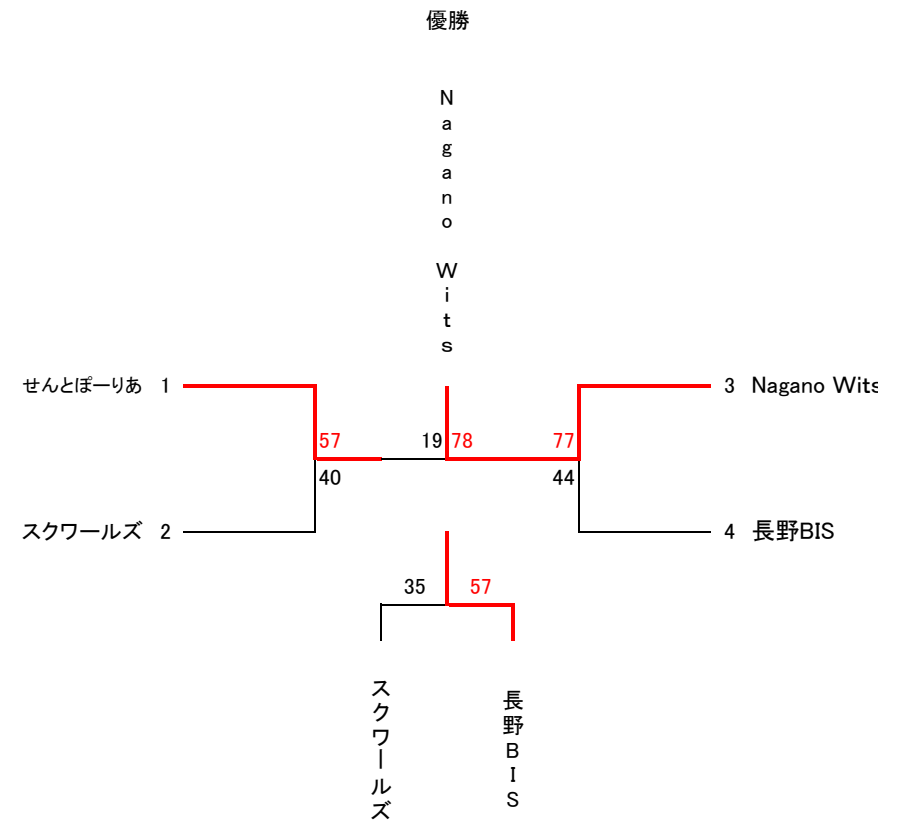 優勝
Nagano Wits
せんとぽーりあ 1
3 Nagano Wits
57
19
78
77
40
44
スクワールズ 2
4 長野BIS
35
57
スクワールズ
長野BIS